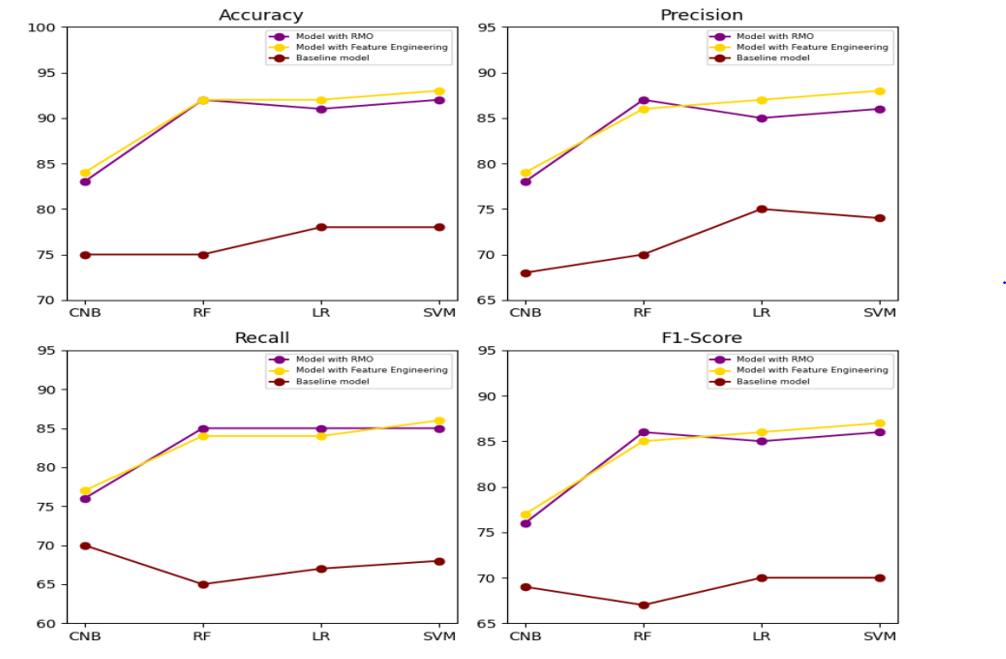 Accuracy
100
95
90
85
80
75
70
Model with RMO
Model with Feature Engineering
Baseline model
CNB RF LR SVM
Precision
95
90
85
80
75
70
65
Model with RMO
Model with Feature Engineering
Baseline model
CNB RF LR SVM
Recall
95
90
85
80
75
70
65
60
Model with RMO
Model with Feature Engineering
Baseline model
CNB RF LR SVM
F1-Score
95
90
85
80
75
70
65
Model with RMO
Model with Feature Engineering
Baseline model
CNB RF LR SVM